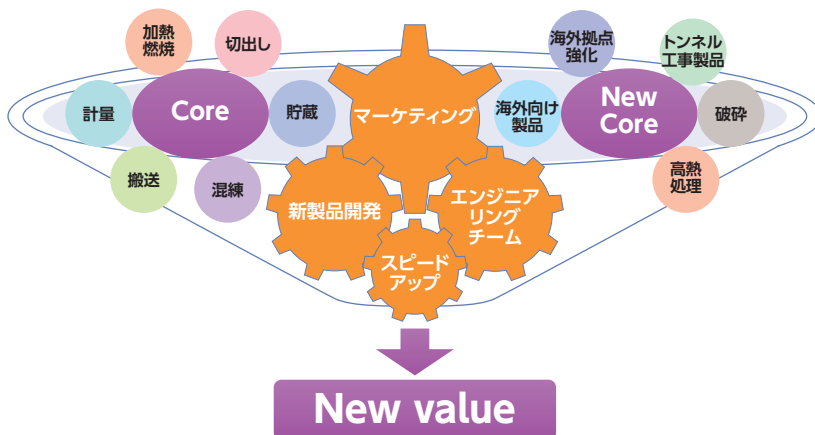 加熱
燃焼
切出し
計量
Core
貯蔵
搬送
混練
マーケティング
新製品開発
エンジニア
リング
チーム
スピード
アップ
海外拠点
強化
トンネル
工事製品
海外向け
製品
New
Core
破砕
高熱
処理
New value